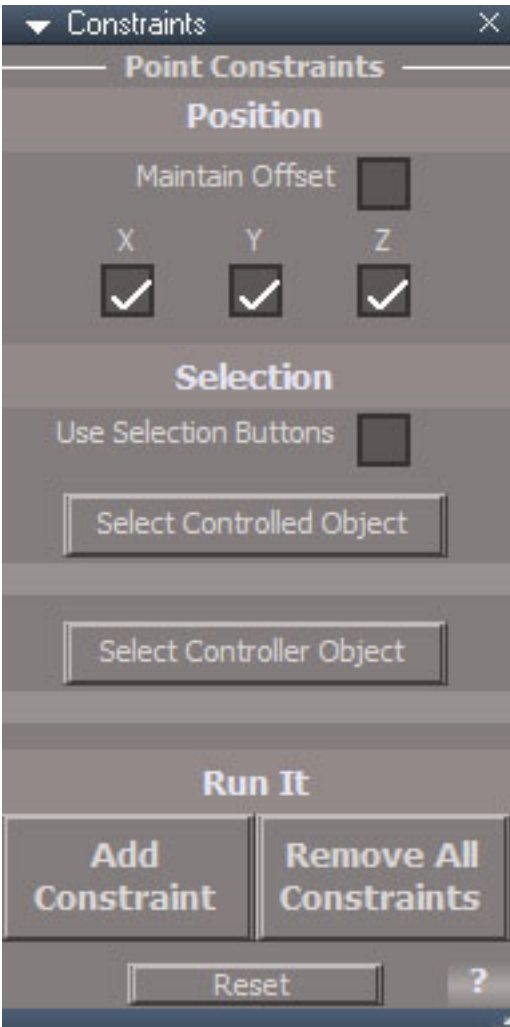 Constraints
Point Constraints
Position
Maintain Offset
X Y Z
Selection
Use Selection Buttons
Select Controlled Object
Select Controller Object
Run It
Add
Constraint
Remove All
Constraints
Reset ?